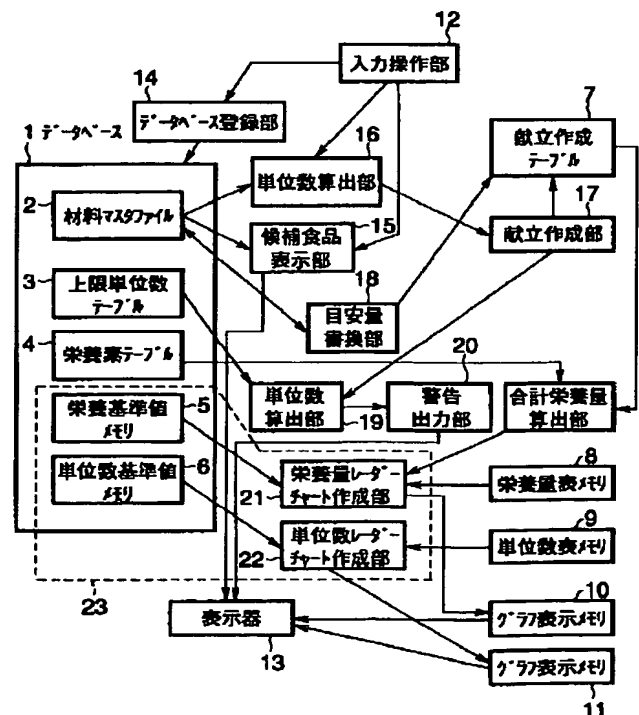 12
入力操作部
14
データベース登録部
7
献立作成
テーブル
1 データベース
16
単位数算出部
2
材料マスタファイル
15
候補食品
表示部
17
献立作成部
3
上限単位数
テーブル
18
目安量
書換部
4
栄養素テーブル
20
単位数
算出部
19
警告
出力部
合計栄養量
算出部
栄養基準値
メモリ
5
単位数基準値
メモリ
6
栄養量レーダー
チャート作成部
21
8
栄養量表メモリ
単位数レーダー
チャート作成部
22
9
単位数表メモリ
23
表示器
13
10
グラフ表示メモリ
グラフ表示メモリ
11